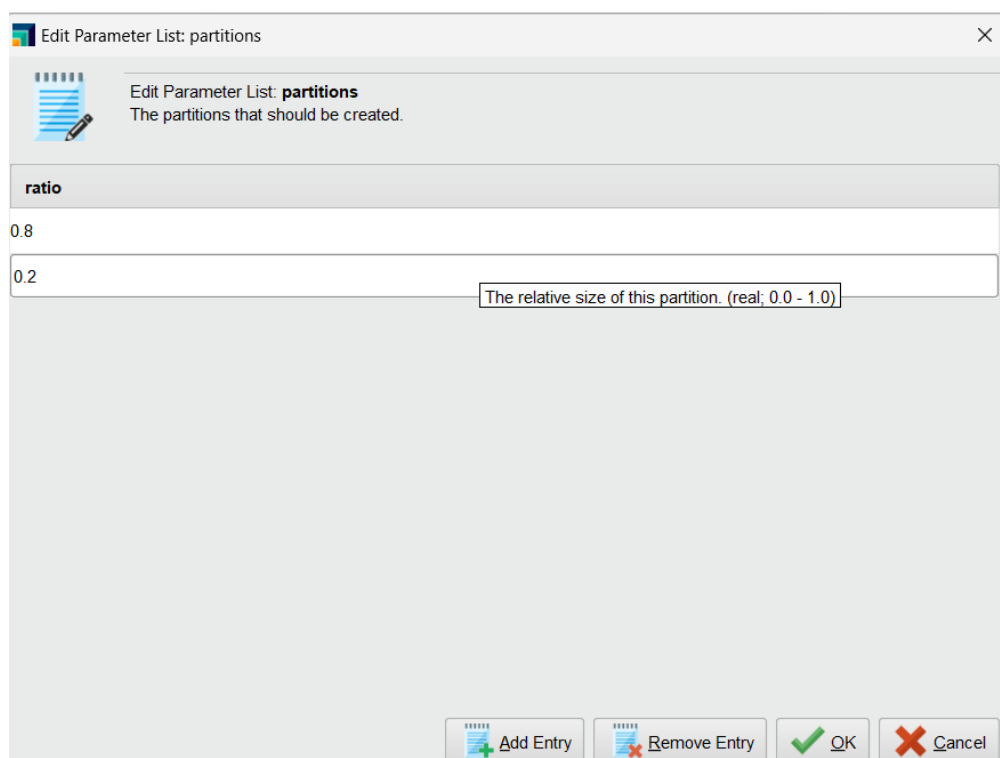 Edit Parameter List: partitions
Edit Parameter List: partitions
The partitions that should be created.
ratio
0.8
0.2
The relative size of this partition. (real; 0.0 - 1.0)
Add Entry
Remove Entry
OK
Cancel